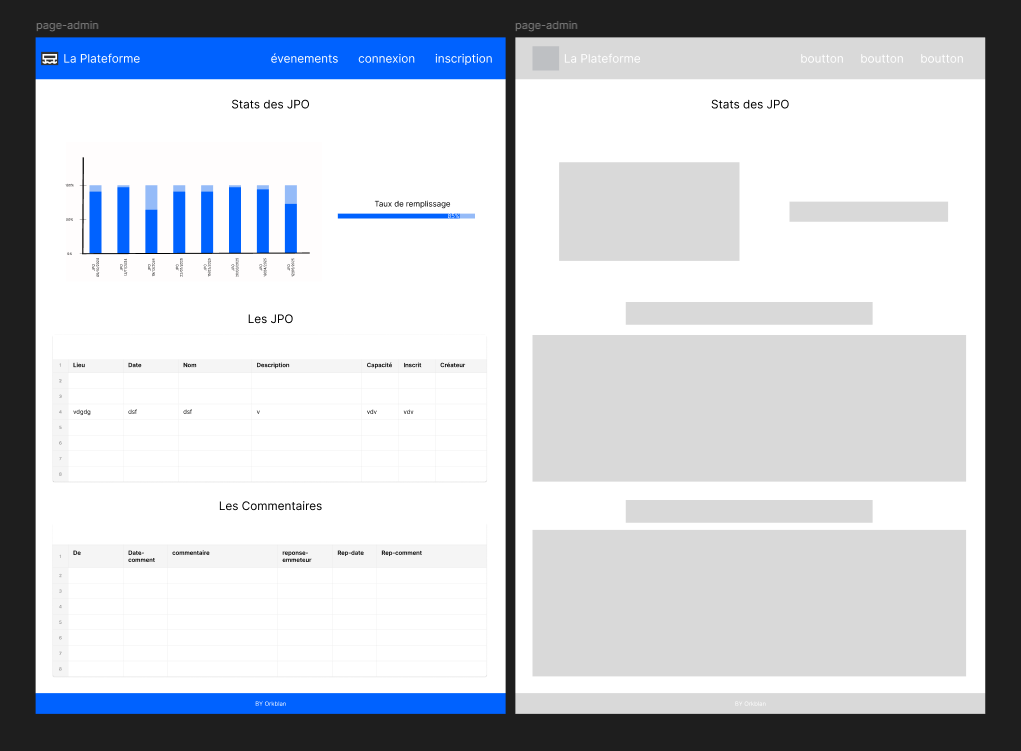 page-admin
La Plateforme
évenements
connexion
inscription
Stats des JPO
Taux de remplissage
Les JPO
1 Lieu Date Nom Description Capacité Inscrit Créateur
2
3
4 vdgdg dsf dsf v vdv vdv
5
6
7
8
Les Commentaires
1 De Date-comment commentaire reponse-emmeteur Rep-date Rep-comment
2
3
4
5
6
7
8
BY Orkbian
page-admin
La Plateforme
boutton
boutton
boutton
Stats des JPO
BY Orkbian